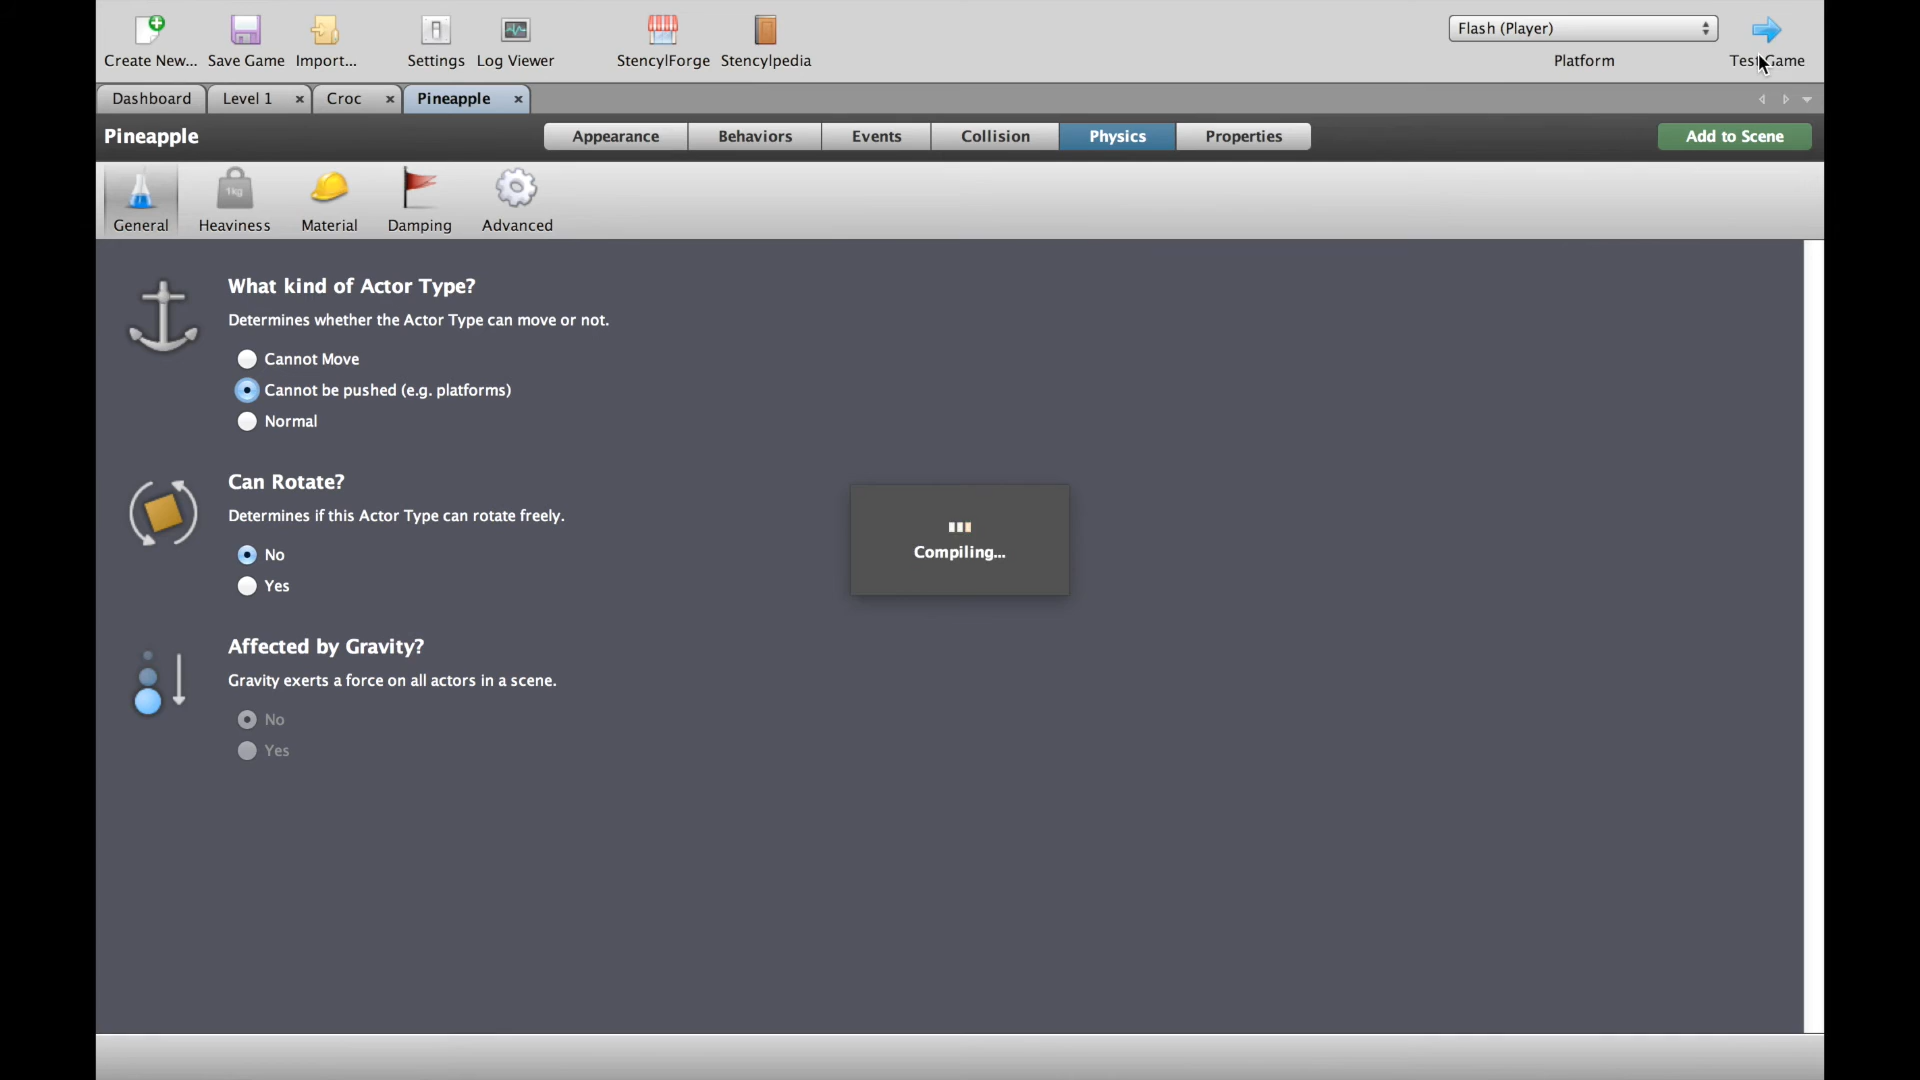 Create New... Save Game Import... Settings Log Viewer StencylForge Stencylpedia Flash (Player) Platform Test Game
Dashboard Level 1 × Croc × Pineapple ×
Pineapple Appearance Behaviors Events Collision Physics Properties Add to Scene
1kg
General Heaviness Material Damping Advanced
What kind of Actor Type?
Determines whether the Actor Type can move or not.
Cannot Move
Cannot be pushed (e.g. platforms)
Normal
Can Rotate?
Determines if this Actor Type can rotate freely.
No
Yes
Compiling...
Affected by Gravity?
Gravity exerts a force on all actors in a scene.
No
Yes